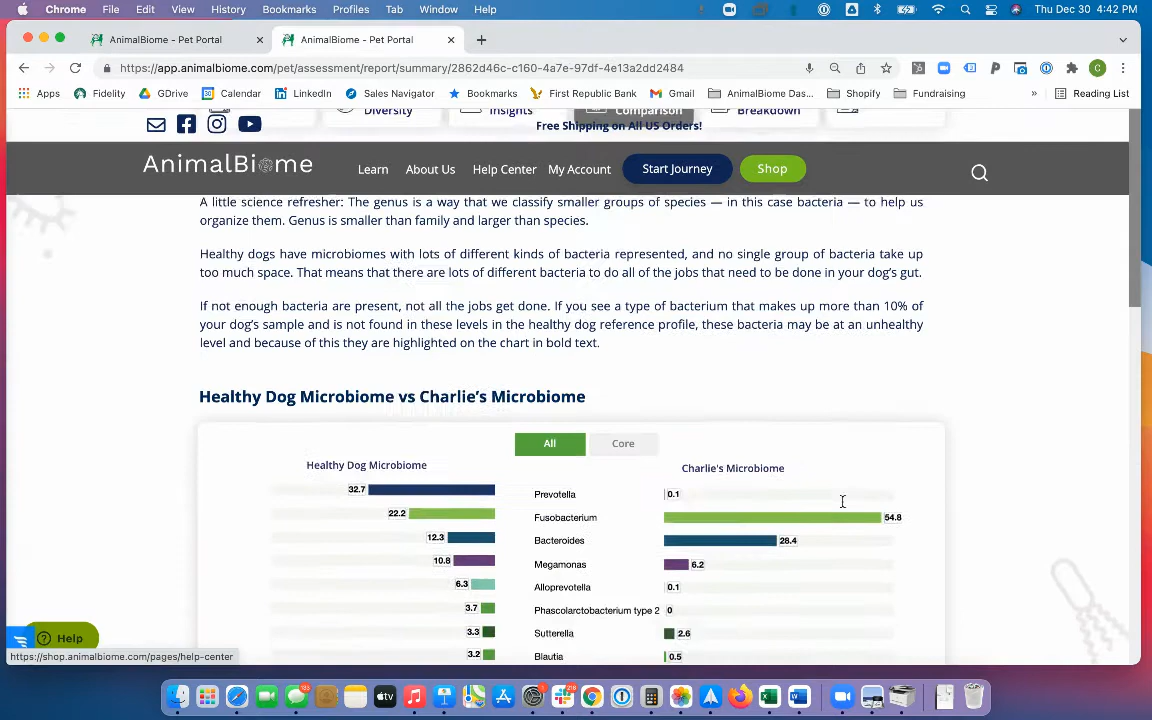 Chrome File Edit View History Bookmarks Profiles Tab Window Help Thu Dec 30 4:42 PM
AnimalBiome - Pet Portal AnimalBiome - Pet Portal
https://app.animalbiome.com/pet/assessment/report/summary/2862d46c-c160-4a7e-97df-4e13a2dd2484
Apps Fidelity GDrive Calendar LinkedIn Sales Navigator Bookmarks First Republic Bank Gmail AnimalBiome Das... Shopify Fundraising » Reading List
Diversity Insights Comparison Breakdown
Free Shipping on All US Orders!
AnimalBiome Learn About Us Help Center My Account Start Journey Shop
A little science refresher: The genus is a way that we classify smaller groups of species — in this case bacteria — to help us
organize them. Genus is smaller than family and larger than species.
Healthy dogs have microbiomes with lots of different kinds of bacteria represented, and no single group of bacteria take up
too much space. That means that there are lots of different bacteria to do all of the jobs that need to be done in your dog's gut.
If not enough bacteria are present, not all the jobs get done. If you see a type of bacterium that makes up more than 10% of
your dog's sample and is not found in these levels in the healthy dog reference profile, these bacteria may be at an unhealthy
level and because of this they are highlighted on the chart in bold text.
Healthy Dog Microbiome vs Charlie's Microbiome
All Core
Healthy Dog Microbiome Charlie's Microbiome
32.7 Prevotella 0.1
22.2 Fusobacterium 54.8
12.3 Bacteroides 28.4
10.8 Megamonas 6.2
6.3 Alloprevotella 0.1
3.7 Phascolarctobacterium type 2 0
3.3 Sutterella 2.6
3.2 Blautia 0.5
Help
https://shop.animalbiome.com/pages/help-center